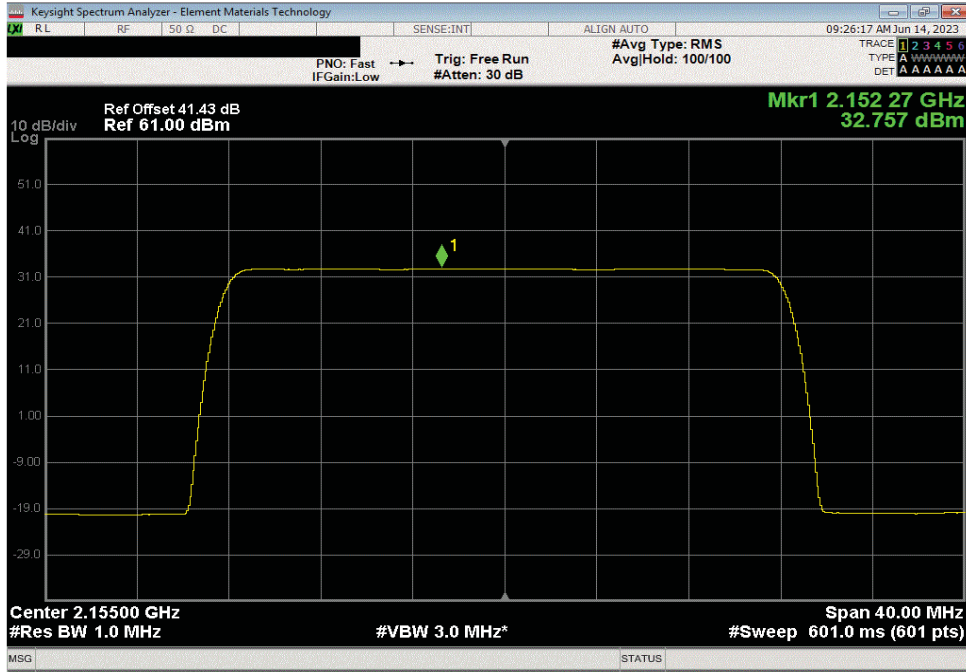 Keysight Spectrum Analyzer - Element Materials Technology
LXI RL RF 50 Ω DC SENSE:INT ALIGN AUTO 09:26:17 AM Jun 14, 2023
PNO: Fast Trig: Free Run #Avg Type: RMS TRACE 1 2 3 4 5 6
IFGain:Low #Atten: 30 dB Avg|Hold: 100/100 TYPE A WWWWW
DET A A A A A A
Mkr1 2.152 27 GHz
32.757 dBm
Ref Offset 41.43 dB
10 dB/div Ref 61.00 dBm
Log
51.0
41.0
1
31.0
21.0
11.0
1.00
-9.00
-19.0
-29.0
Center 2.15500 GHz Span 40.00 MHz
#Res BW 1.0 MHz #VBW 3.0 MHz* #Sweep 601.0 ms (601 pts)
MSG STATUS